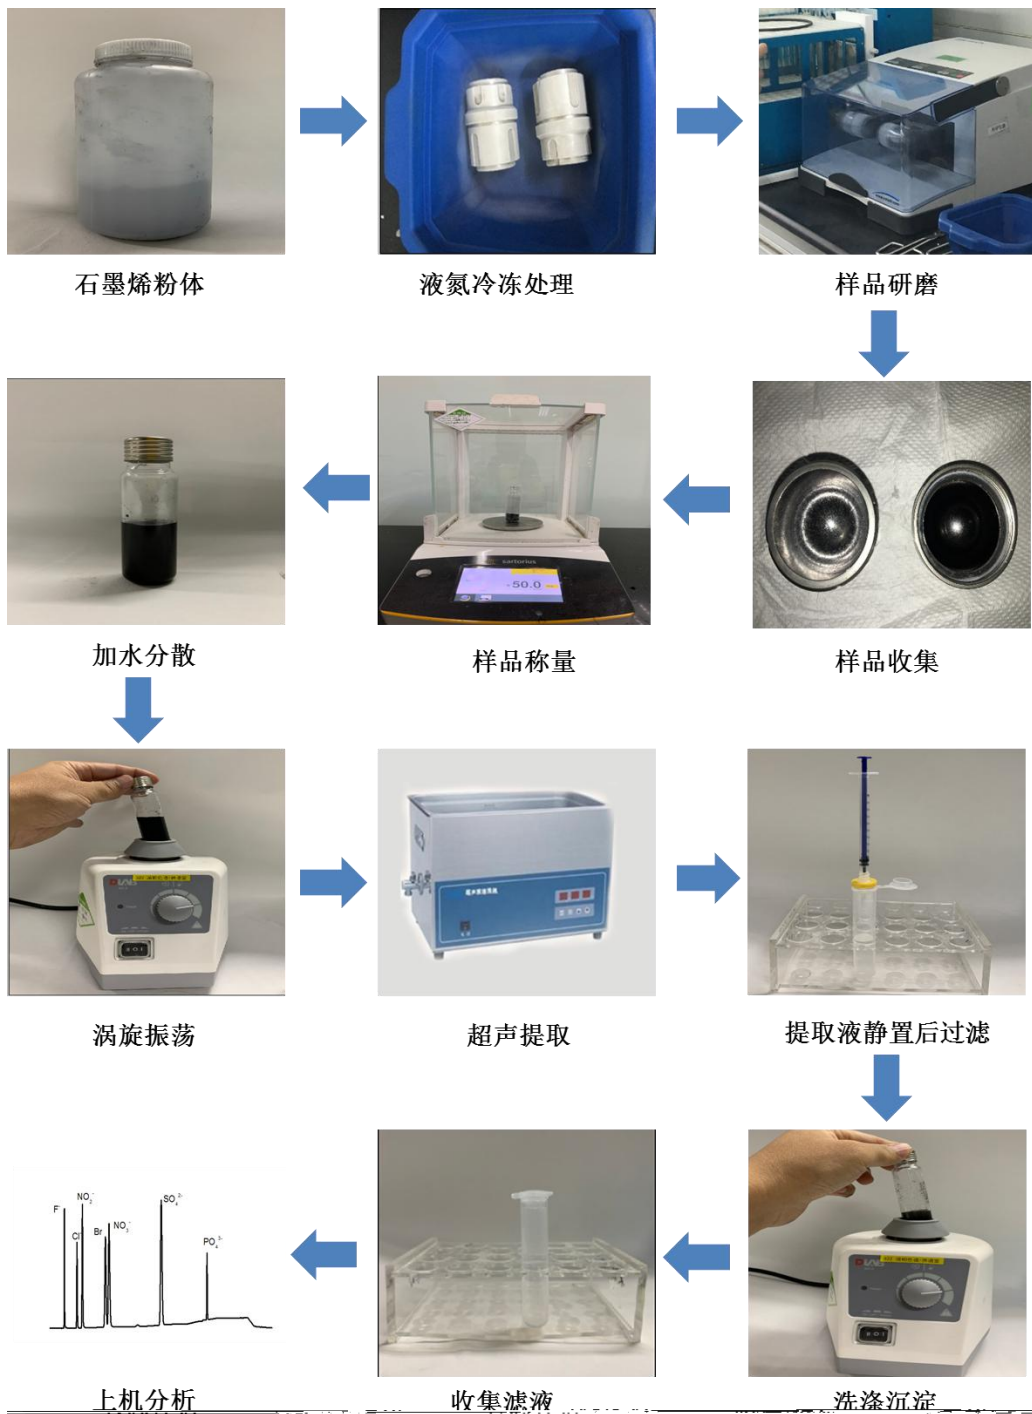 石墨烯粉体
液氮冷冻处理
样品研磨
sartorius
50.0
加水分散
样品称量
样品收集
涡旋振荡
超声提取
提取液静置后过滤
F-
Cl-
NO2-
Br-
NO3-
SO4 2-
PO4 3-
上机分析
收集滤液
洗涤沉淀